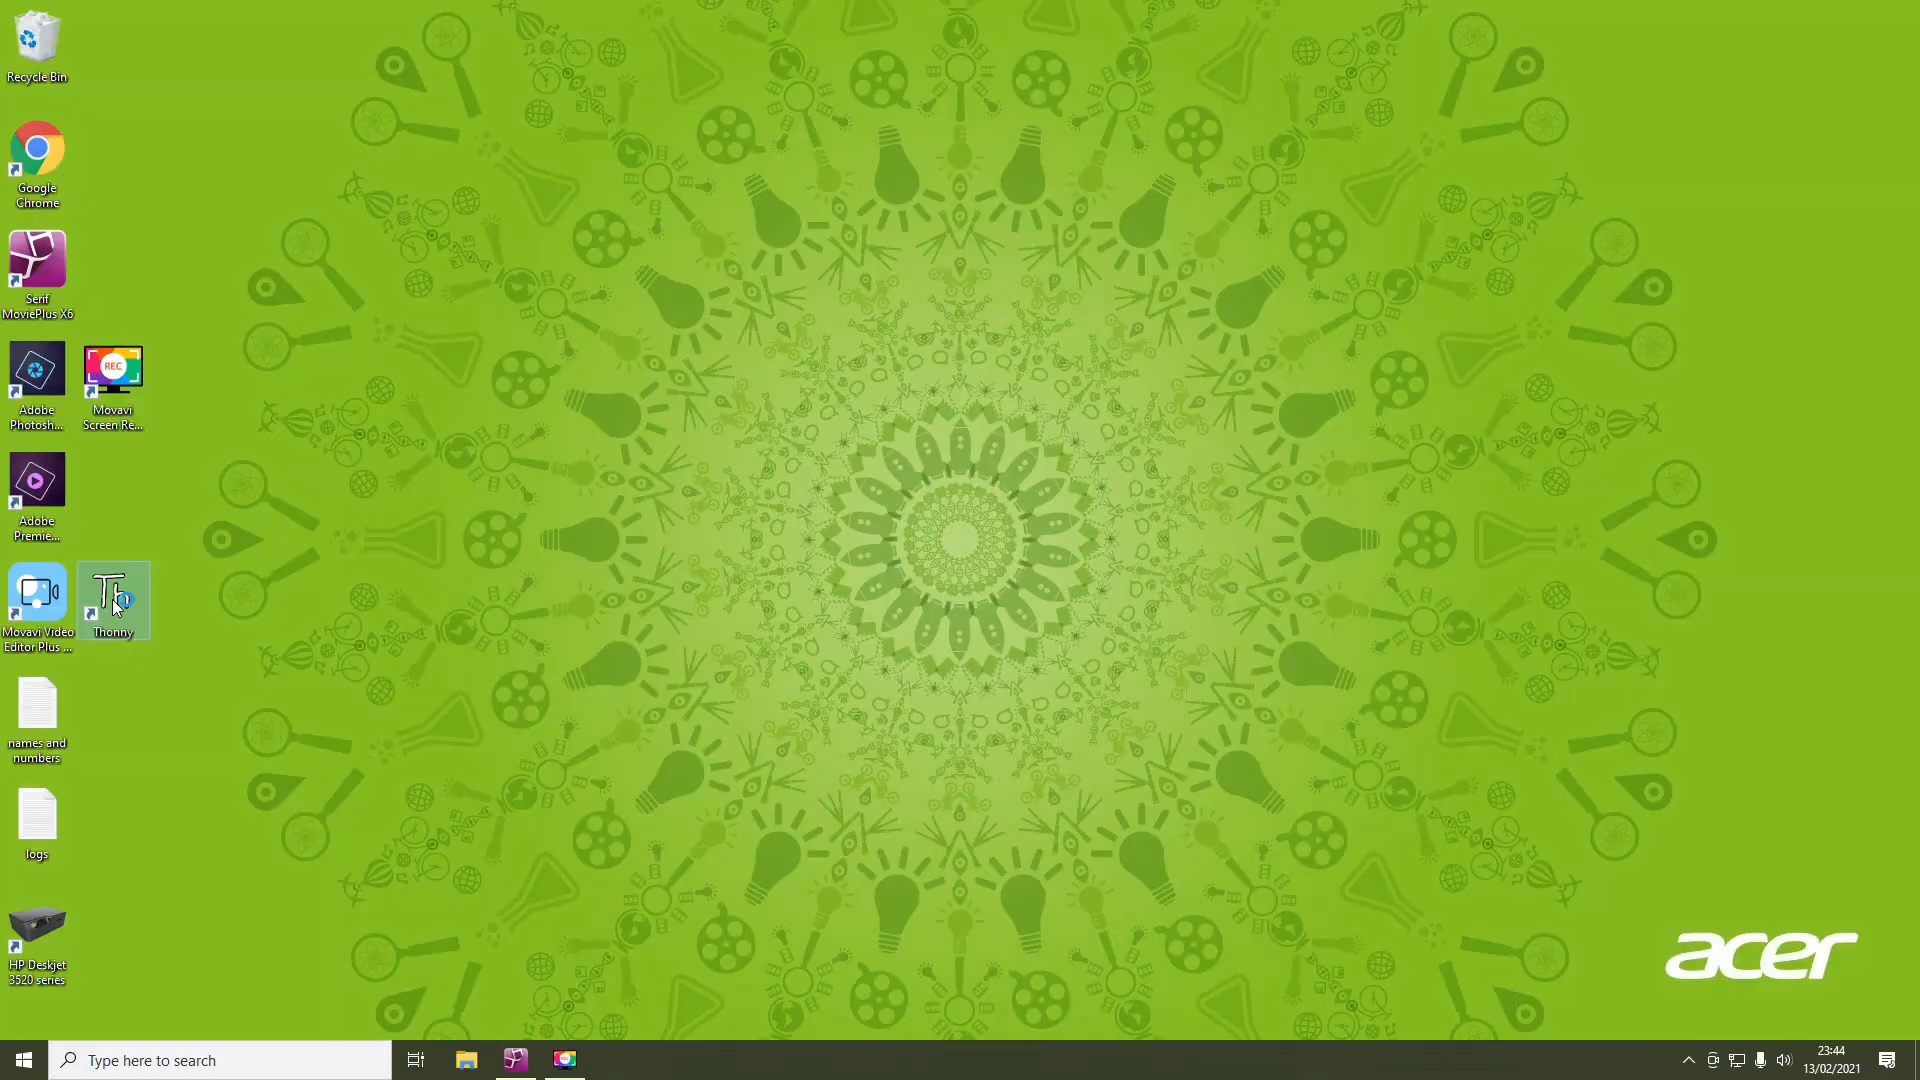 Recycle Bin
Google
Chrome
Serif
MoviePlus X6
Adobe
Photosh...
REC
Movavi
Screen Re...
Adobe
Premie...
Movavi Video
Editor Plus ...
Th
Thonny
names and
numbers
logs
HP Deskjet
3520 series
acer
Type here to search
REC
23:44
13/02/2021